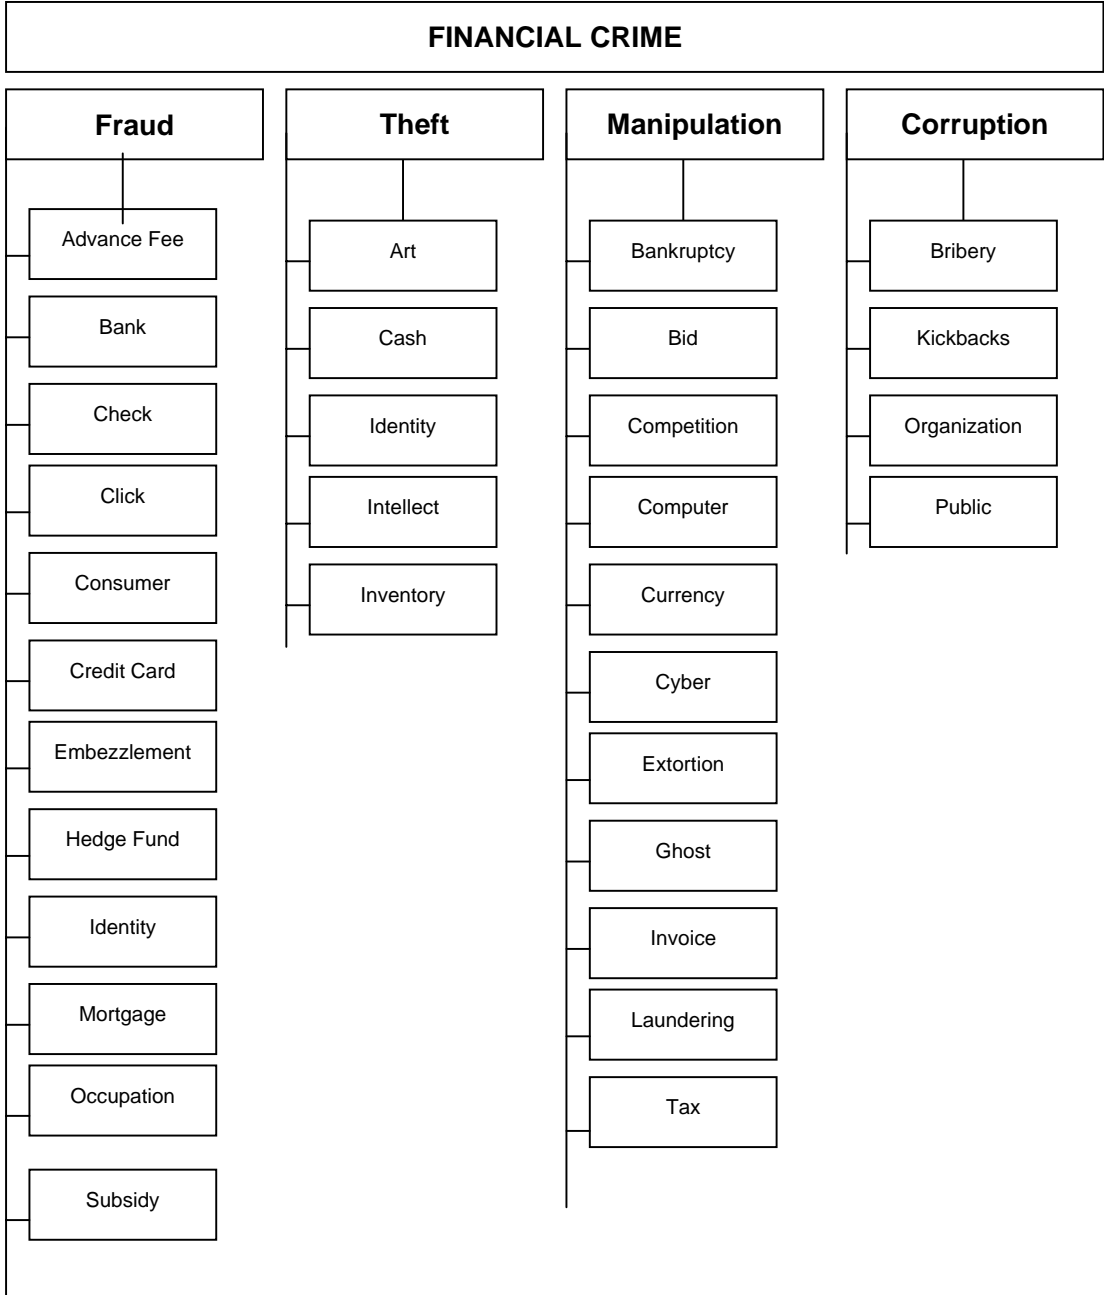 FINANCIAL CRIME
Fraud
Advance Fee
Bank
Check
Click
Consumer
Credit Card
Embezzlement
Hedge Fund
Identity
Mortgage
Occupation
Subsidy
Theft
Art
Cash
Identity
Intellect
Inventory
Manipulation
Bankruptcy
Bid
Competition
Computer
Currency
Cyber
Extortion
Ghost
Invoice
Laundering
Tax
Corruption
Bribery
Kickbacks
Organization
Public